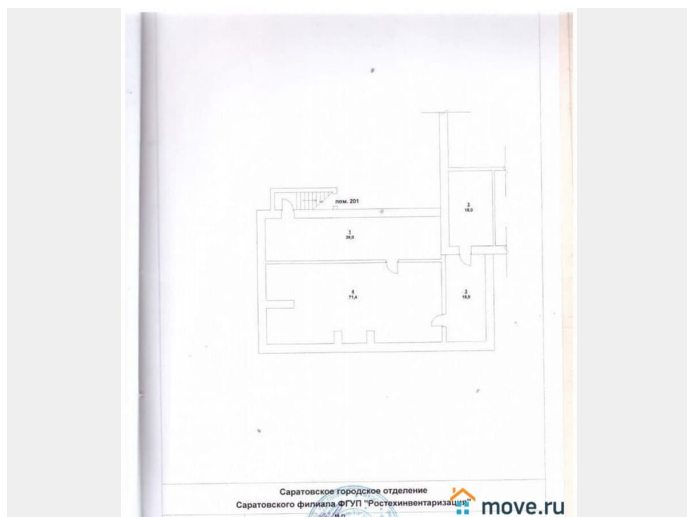 пом. 201
3
1
4
71,4
2
Саратовское городское отделение
Саратовского филиала ФГУП "Ростехинвентаризация"
move.ru